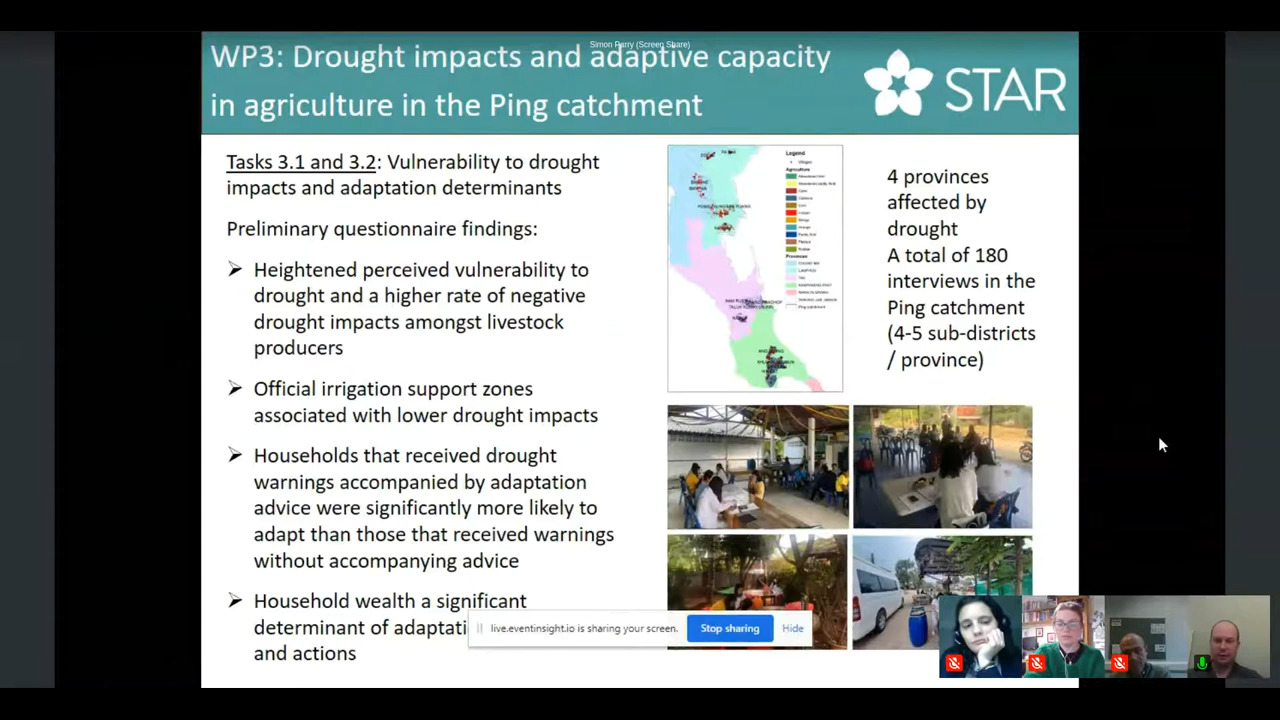 Simon Parry (Screen Share)
WP3: Drought impacts and adaptive capacity
in agriculture in the Ping catchment
STAR
Tasks 3.1 and 3.2: Vulnerability to drought
impacts and adaptation determinants
Preliminary questionnaire findings:
Heightened perceived vulnerability to
drought and a higher rate of negative
drought impacts amongst livestock
producers
Official irrigation support zones
associated with lower drought impacts
Households that received drought
warnings accompanied by adaptation
advice were significantly more likely to
adapt than those that received warnings
without accompanying advice
Household wealth a significant
determinant of
and actions
Legend
Agriculture
Provinces
4 provinces
affected by
drought
A total of 180
interviews in the
Ping catchment
(4-5 sub-districts
/ province)
live.eventinsight.io is sharing your screen.
Stop sharing
Hide